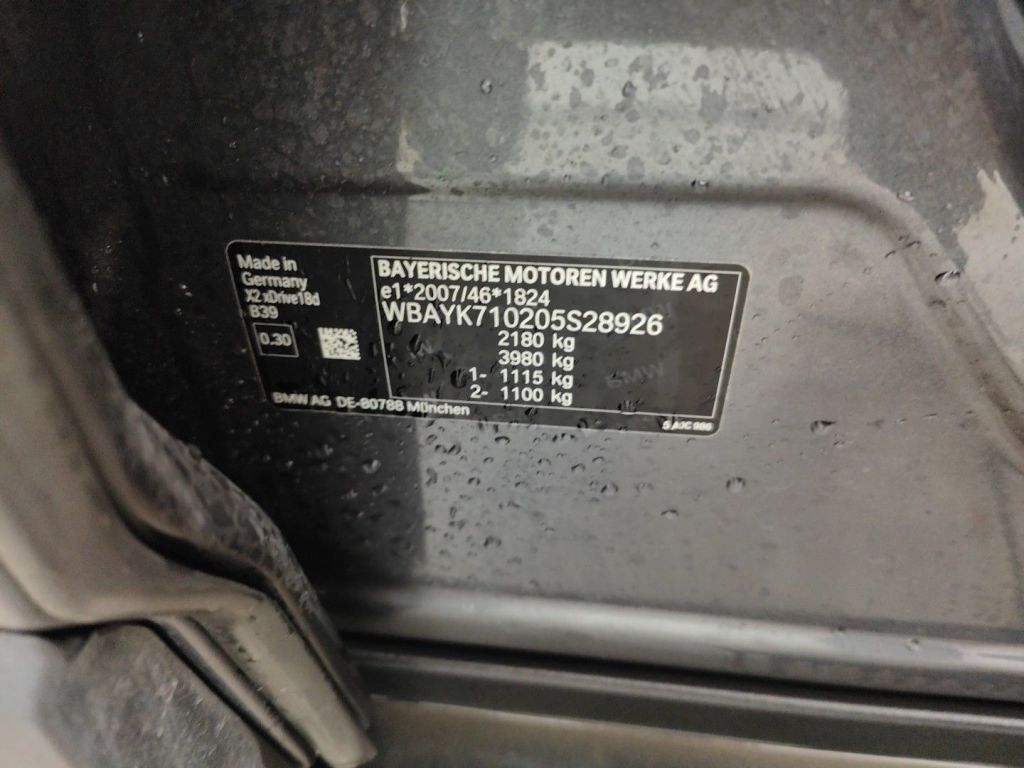 Made in
Germany
X2 xDrive18d
B39
0.30
BAYERISCHE MOTOREN WERKE AG
e1*2007/46*1824
WBAYK710205S28926
2180 kg
3980 kg
1- 1115 kg
2- 1100 kg
BMW
BMW AG DE-80788 München